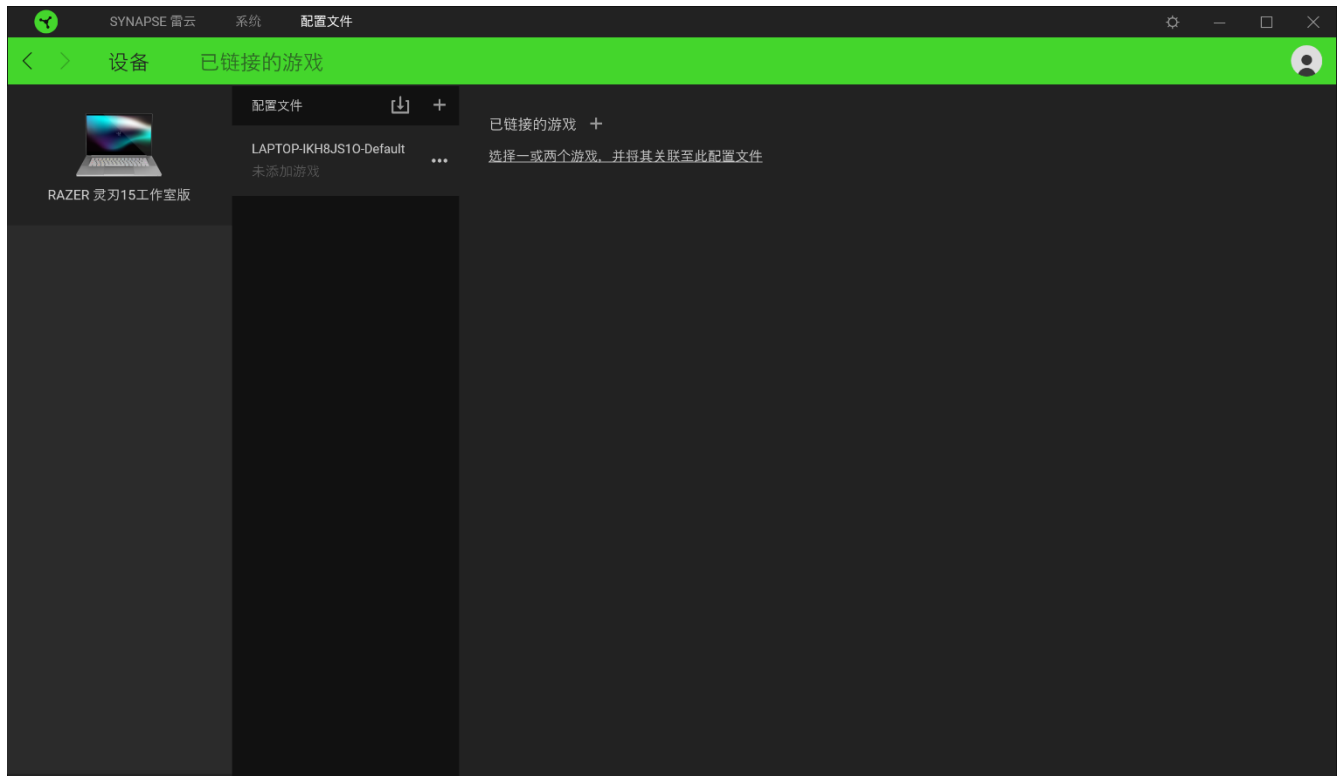 SYNAPSE 雷云 系统 配置文件
设备 已链接的游戏
RAZER 灵刃15工作室版
配置文件
LAPTOP-IKH8JS1O-Default
未添加游戏
已链接的游戏
选择一或两个游戏，并将其关联至此配置文件